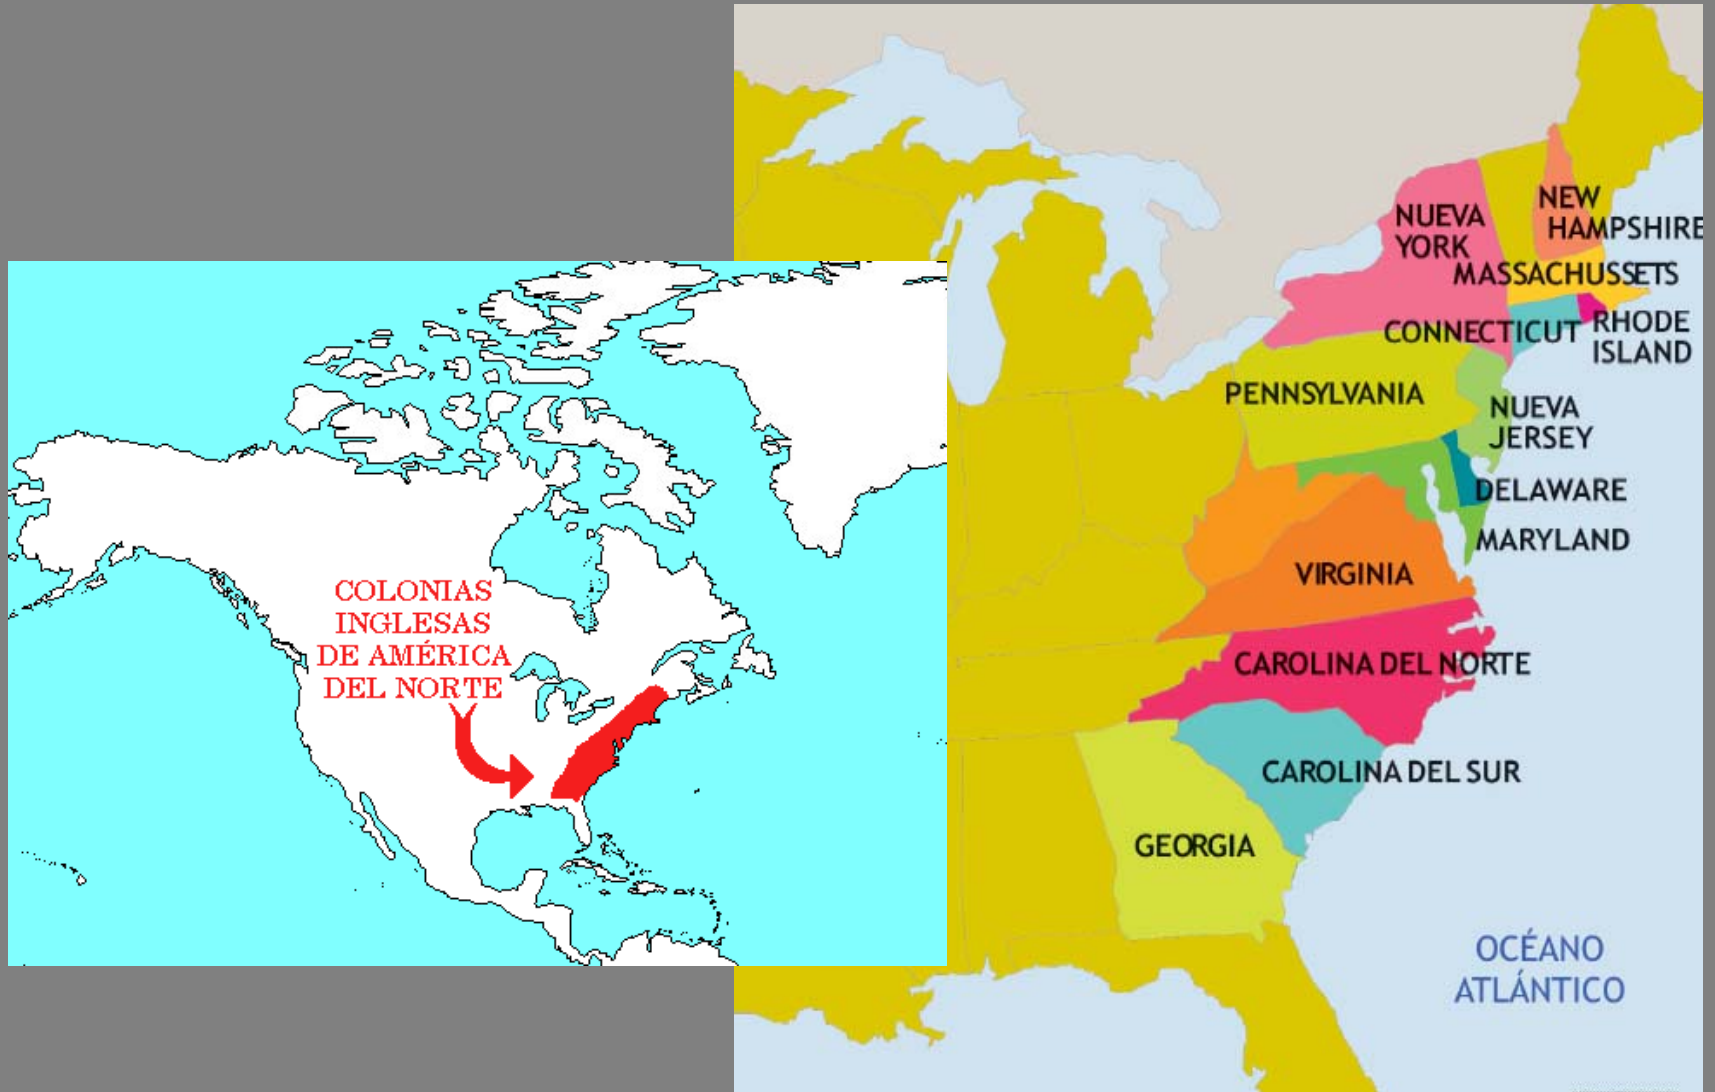 COLONIAS
INGLESAS
DE AMÉRICA
DEL NORTE
NUEVA
YORK
NEW
HAMPSHIRE
MASSACHUSSETS
CONNECTICUT
RHODE
ISLAND
PENNSYLVANIA
NUEVA
JERSEY
DELAWARE
MARYLAND
VIRGINIA
CAROLINA DEL NORTE
CAROLINA DEL SUR
GEORGIA
OCÉANO
ATLÁNTICO